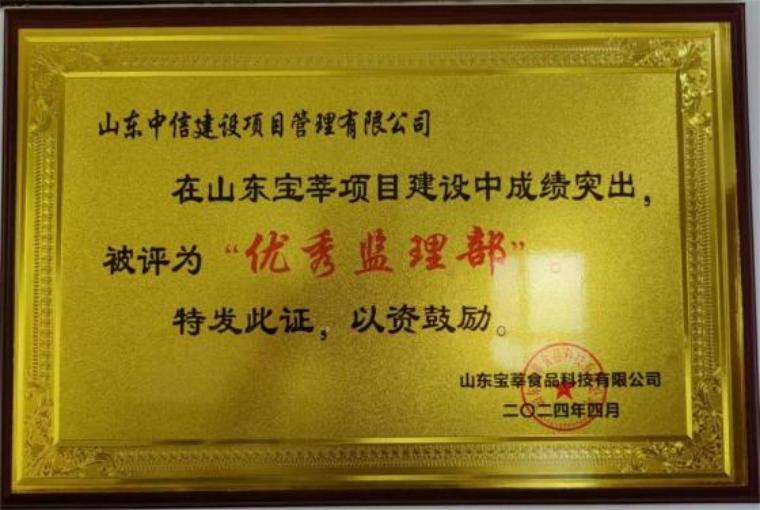 山东中信建设项目管理有限公司
在山东宝莘项目建设中成绩突出，
被评为“优秀监理部”。
特发此证，以资鼓励。
山东宝莘食品科技有限公司
二〇二四年四月